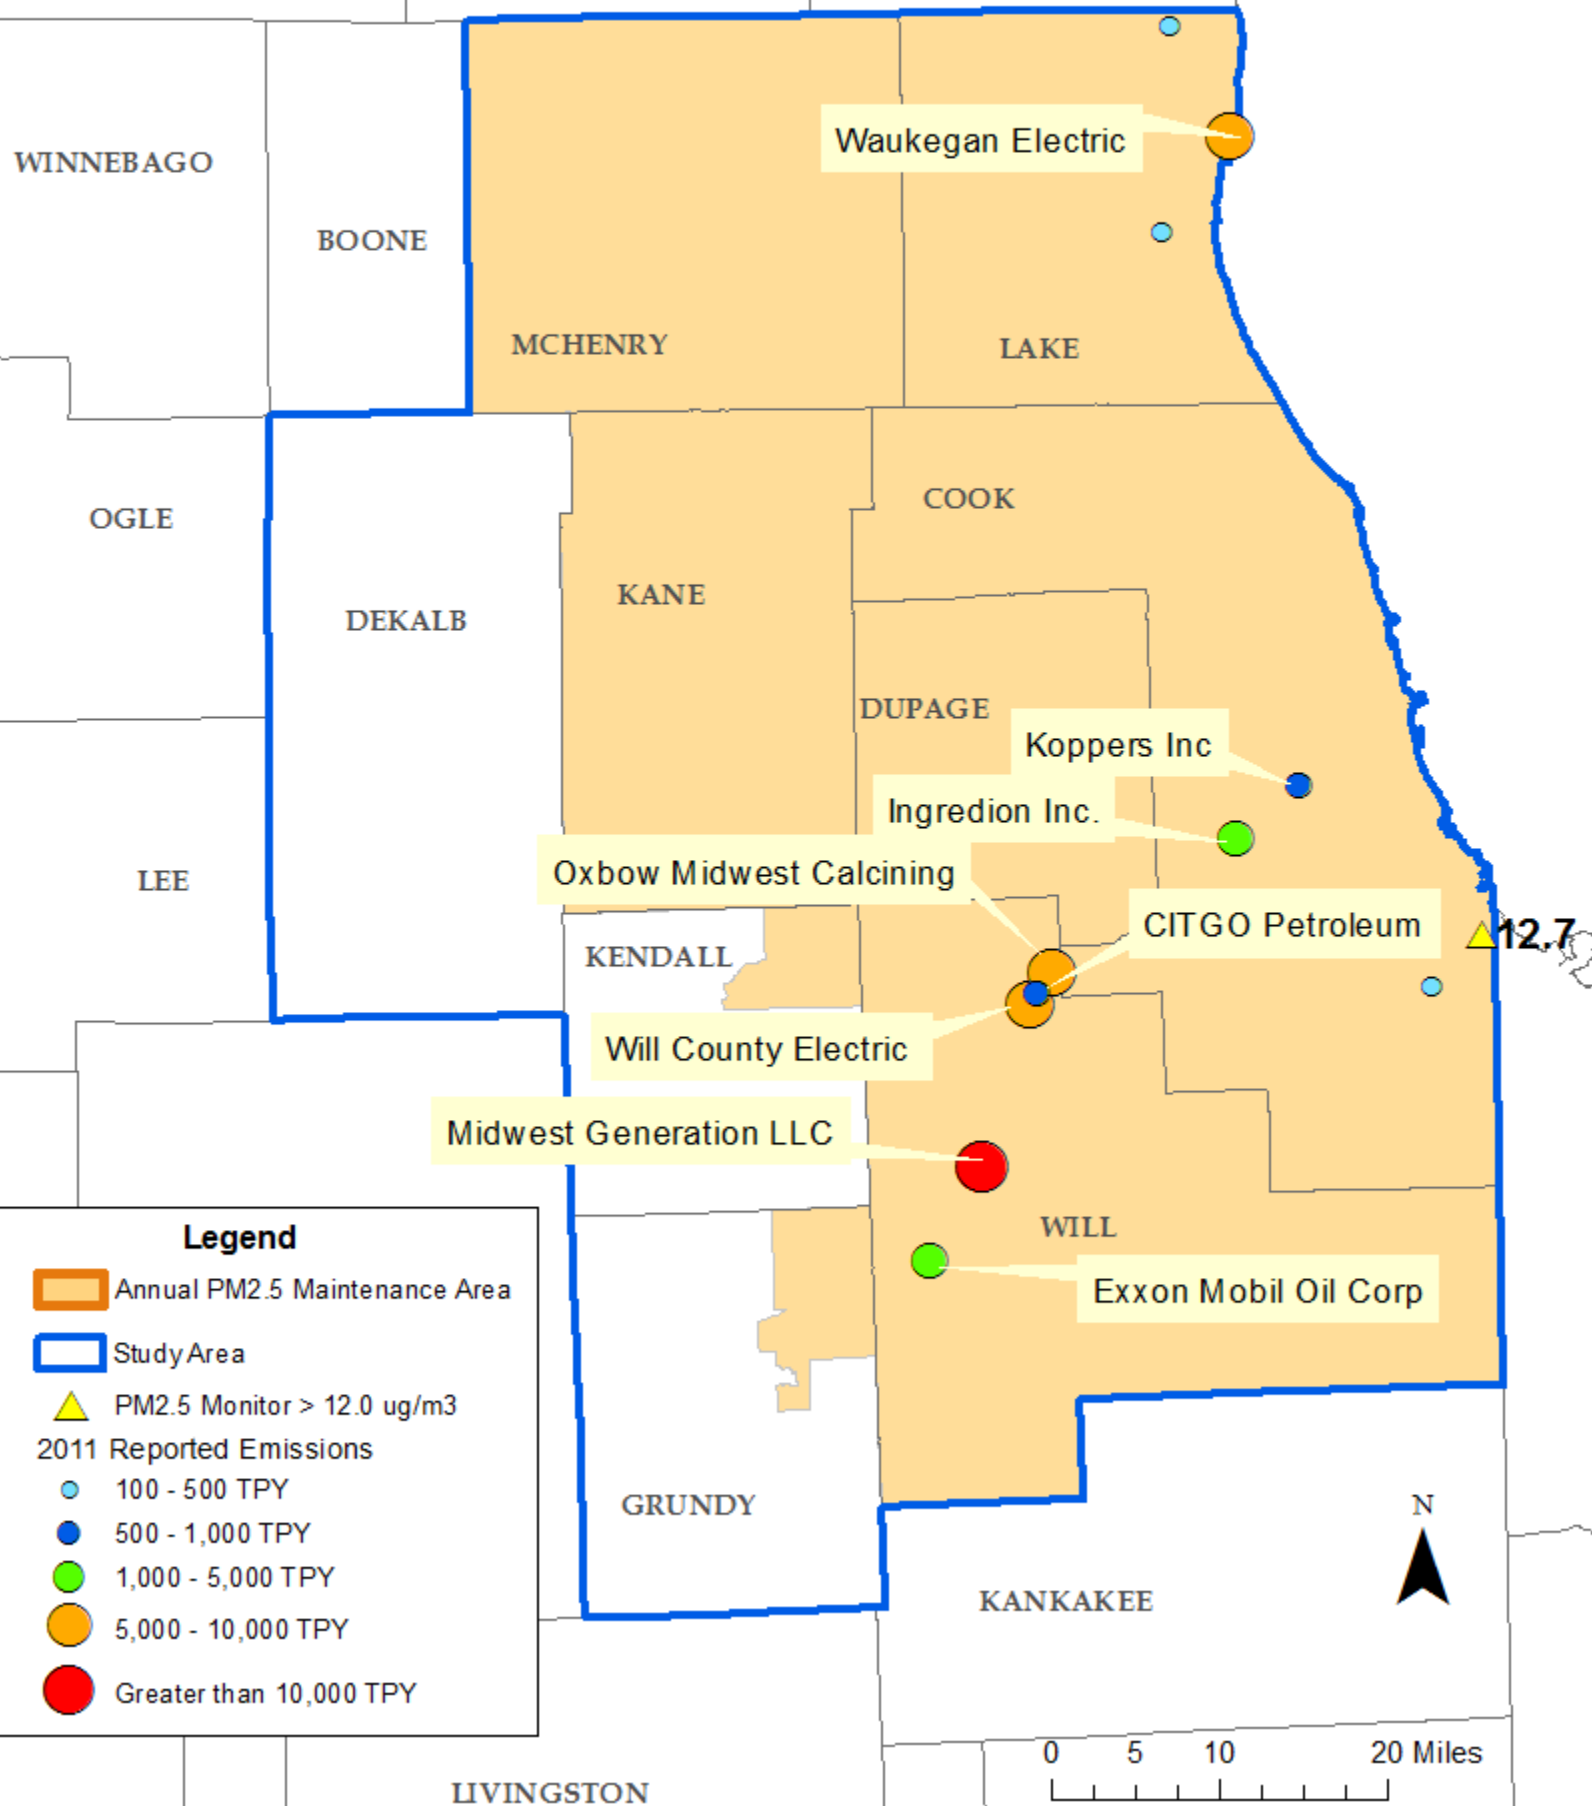 Waukegan Electric
WINNEBAGO
BOONE
MCHENRY
LAKE
COOK
OGLE
KANE
DEKALB
DUPAGE
Koppers Inc
Ingredion Inc.
Oxbow Midwest Calcining
LEE
CITGO Petroleum
12.7
KENDALL
Will County Electric
Midwest Generation LLC
WILL
Exxon Mobil Oil Corp
Legend
Annual PM2.5 Maintenance Area
Study Area
PM2.5 Monitor > 12.0 ug/m3
2011 Reported Emissions
100 - 500 TPY
500 - 1,000 TPY
1,000 - 5,000 TPY
5,000 - 10,000 TPY
Greater than 10,000 TPY
GRUNDY
N
KANKAKEE
0 5 10 20 Miles
LIVINGSTON